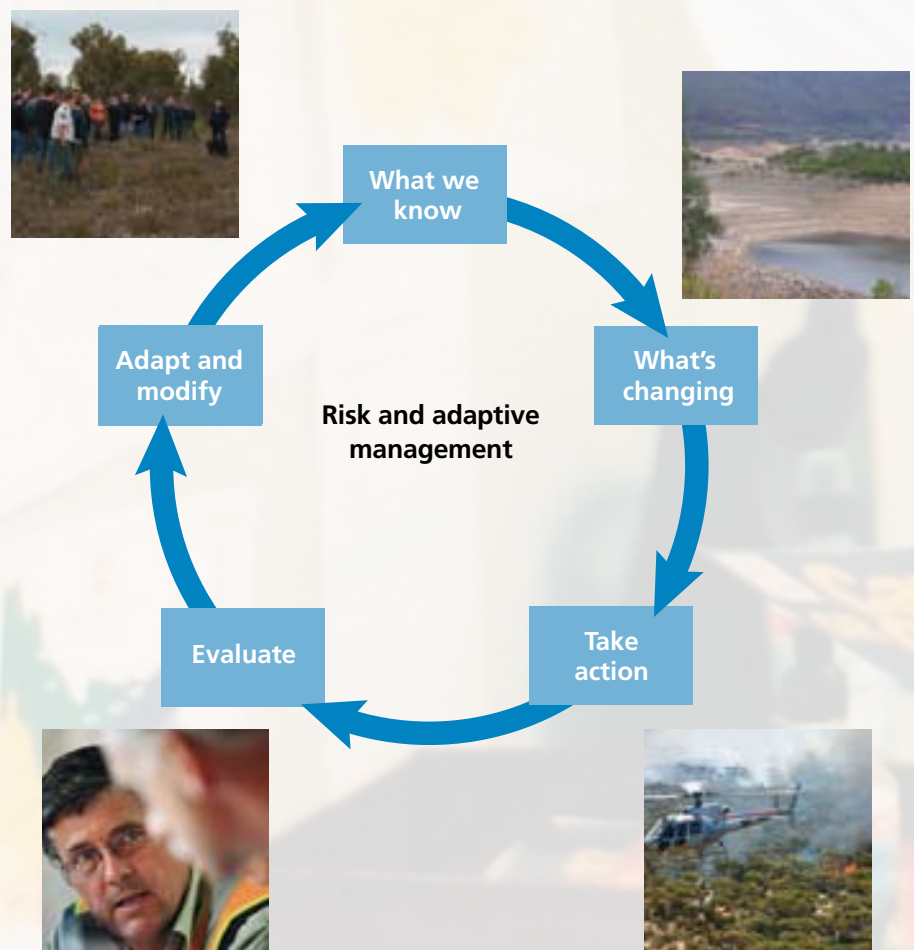 What we
know
What's
changing
Take
action
Evaluate
Adapt and
modify
Risk and adaptive
management